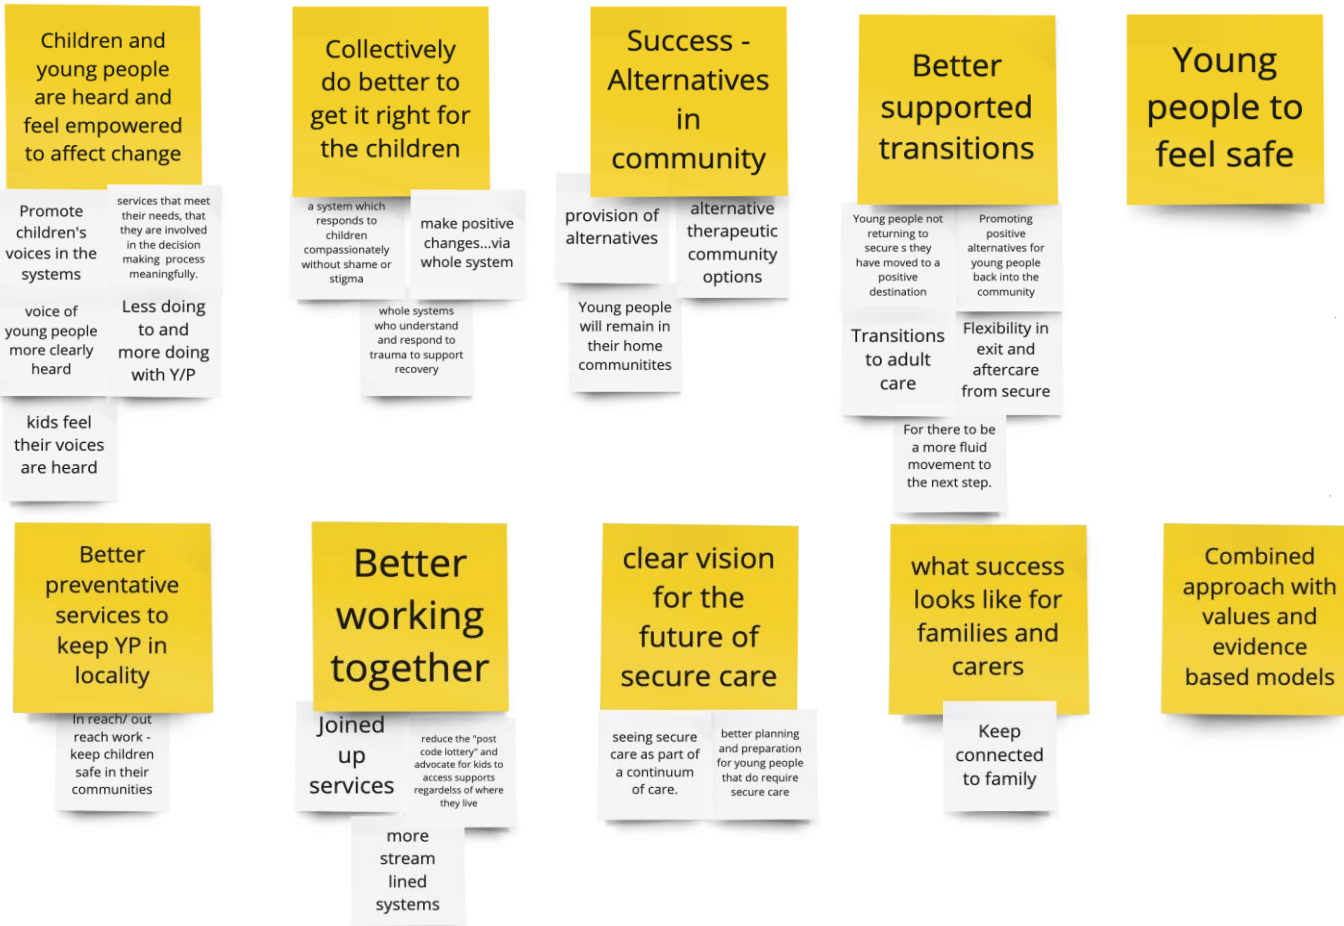 Children and
young people
are heard and
feel empowered
to affect change
Promote
children's
voices in the
systems
services that meet
their needs, that
they are involved
in the decision
making process
meaningfully.
voice of
young people
more clearly
heard
Less doing
to and
more doing
with Y/P
kids feel
their voices
are heard
Collectively
do better to
get it right for
the children
a system which
responds to
children
compassionately
without shame or
stigma
make positive
changes...via
whole system
whole systems
who understand
and respond to
trauma to support
recovery
Success -
Alternatives
in
community
provision of
alternatives
alternative
therapeutic
community
options
Young people
will remain in
their home
communitites
Better
supported
transitions
Young people not
returning to
secure s they
have moved to a
positive
destination
Promoting
positive
alternatives for
young people
back into the
community
Transitions
to adult
care
Flexibility in
exit and
aftercare
from secure
For there to be
a more fluid
movement to
the next step.
Young
people to
feel safe
Better
preventative
services to
keep YP in
locality
In reach/ out
reach work -
keep children
safe in their
communities
Better
working
together
Joined
up
services
reduce the "post
code lottery" and
advocate for kids to
access supports
regardelss of where
they live
more
stream
lined
systems
clear vision
for the
future of
secure care
seeing secure
care as part of
a continuum
of care.
better planning
and preparation
for young people
that do require
secure care
what success
looks like for
families and
carers
Keep
connected
to family
Combined
approach with
values and
evidence
based models